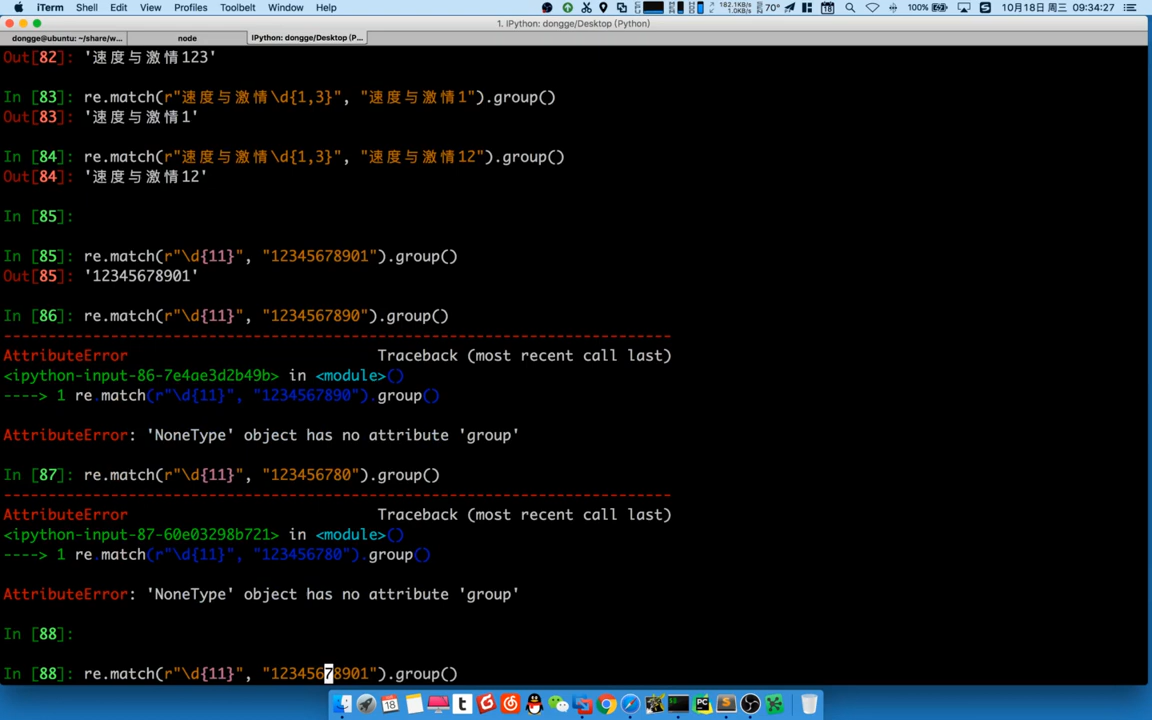 iTerm Shell Edit View Profiles Toolbelt Window Help 182.1KB/s 1.0KB/s 70° 18 100% 10月18日 周三 09:34:27
1. IPython: dongge/Desktop (Python)
dongge@ubuntu: ~/share/w... node IPython: dongge/Desktop (P...
Out[82]: '速度与激情123'
In [83]: re.match(r"速度与激情\d{1,3}", "速度与激情1").group()
Out[83]: '速度与激情1'
In [84]: re.match(r"速度与激情\d{1,3}", "速度与激情12").group()
Out[84]: '速度与激情12'
In [85]:
In [85]: re.match(r"\d{11}", "12345678901").group()
Out[85]: '12345678901'
In [86]: re.match(r"\d{11}", "1234567890").group()
---------------------------------------------------------------------------
AttributeError Traceback (most recent call last)
<ipython-input-86-7e4ae3d2b49b> in <module>()
----> 1 re.match(r"\d{11}", "1234567890").group()
AttributeError: 'NoneType' object has no attribute 'group'
In [87]: re.match(r"\d{11}", "123456780").group()
---------------------------------------------------------------------------
AttributeError Traceback (most recent call last)
<ipython-input-87-60e03298b721> in <module>()
----> 1 re.match(r"\d{11}", "123456780").group()
AttributeError: 'NoneType' object has no attribute 'group'
In [88]:
In [88]: re.match(r"\d{11}", "12345678901").group()